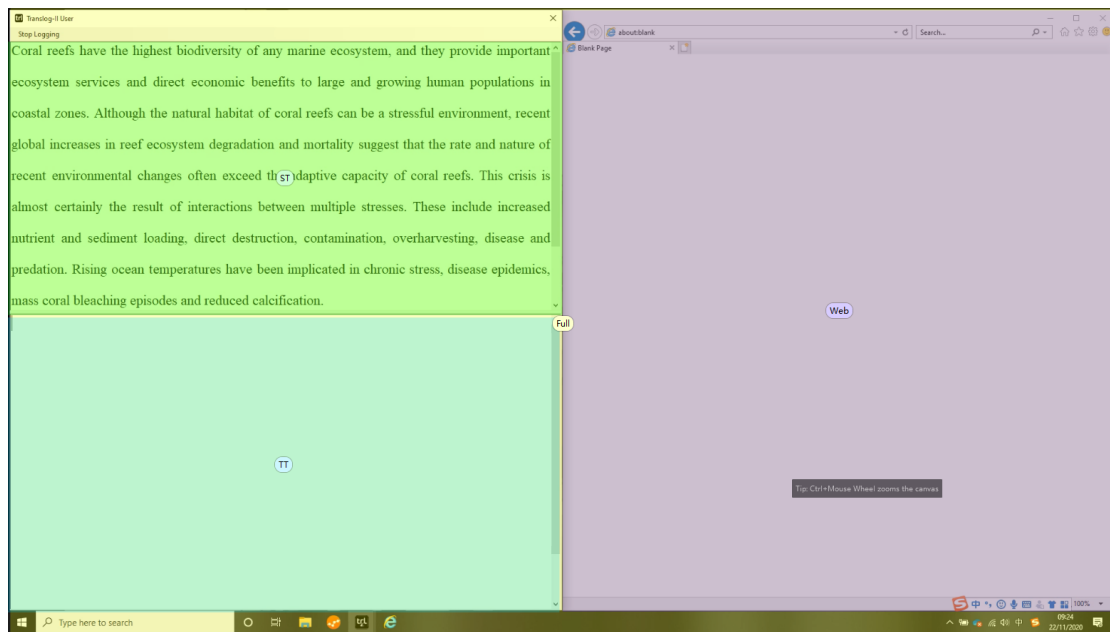 Translog-II User
Stop Logging
Coral reefs have the highest biodiversity of any marine ecosystem, and they provide important
ecosystem services and direct economic benefits to large and growing human populations in
coastal zones. Although the natural habitat of coral reefs can be a stressful environment, recent
global increases in reef ecosystem degradation and mortality suggest that the rate and nature of
recent environmental changes often exceed th ST daptive capacity of coral reefs. This crisis is
almost certainly the result of interactions between multiple stresses. These include increased
nutrient and sediment loading, direct destruction, contamination, overharvesting, disease and
predation. Rising ocean temperatures have been implicated in chronic stress, disease epidemics,
mass coral bleaching episodes and reduced calcification.
TT
Full
about:blank
Search...
Blank Page
Web
Tip: Ctrl+Mouse Wheel zooms the canvas
中
100%
Type here to search
中
09:24
22/11/2020